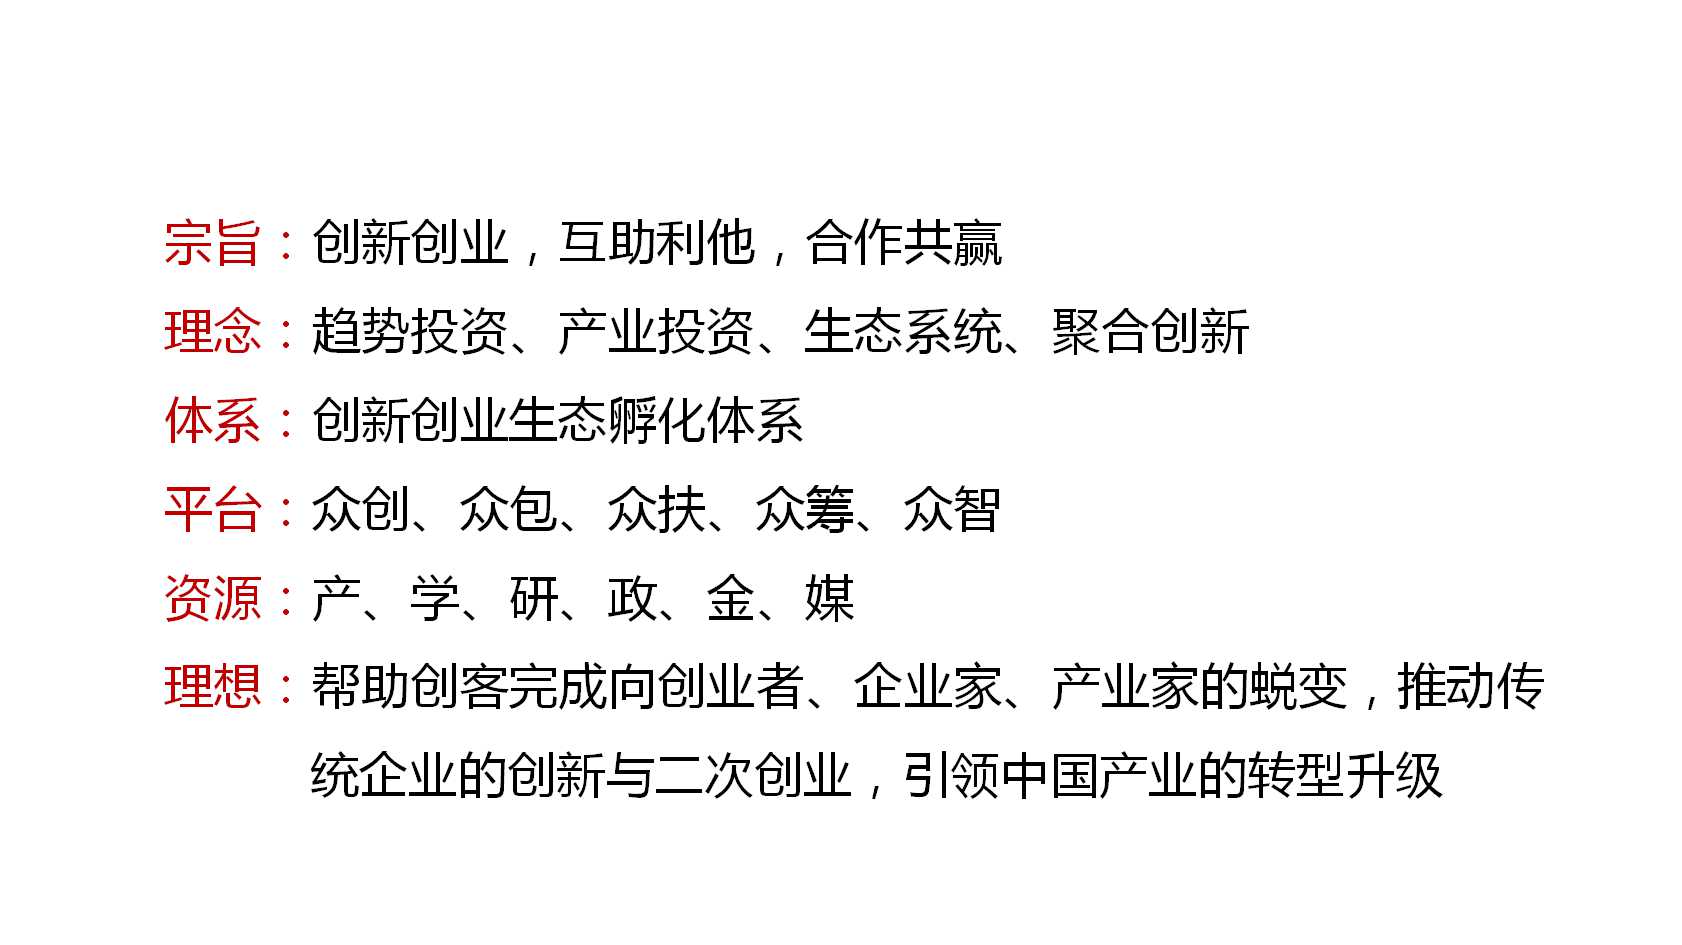 宗旨：创新创业，互助利他，合作共赢
理念：趋势投资、产业投资、生态系统、聚合创新
体系：创新创业生态孵化体系
平台：众创、众包、众扶、众筹、众智
资源：产、学、研、政、金、媒
理想：帮助创客完成向创业者、企业家、产业家的蜕变，推动传
统企业的创新与二次创业，引领中国产业的转型升级